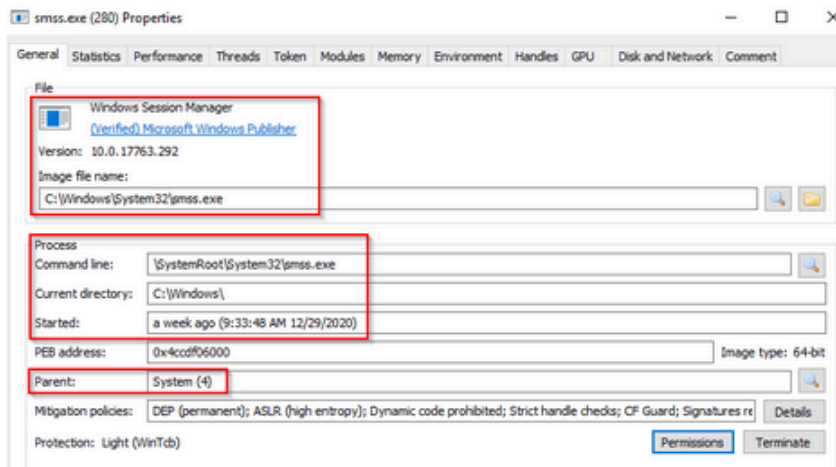 smss.exe (280) Properties
General Statistics Performance Threads Token Modules Memory Environment Handles GPU Disk and Network Comment
File
Windows Session Manager
(Verified) Microsoft Windows Publisher
Version: 10.0.17763.292
Image file name:
C:\Windows\System32\smss.exe
Process
Command line: \SystemRoot\System32\smss.exe
Current directory: C:\Windows\
Started: a week ago (9:33:48 AM 12/29/2020)
PEB address: 0x4ccdf06000 Image type: 64-bit
Parent: System (4)
Mitigation policies: DEP (permanent); ASLR (high entropy); Dynamic code prohibited; Strict handle checks; CF Guard; Signatures re Details
Protection: Light (WinTcb) Permissions Terminate